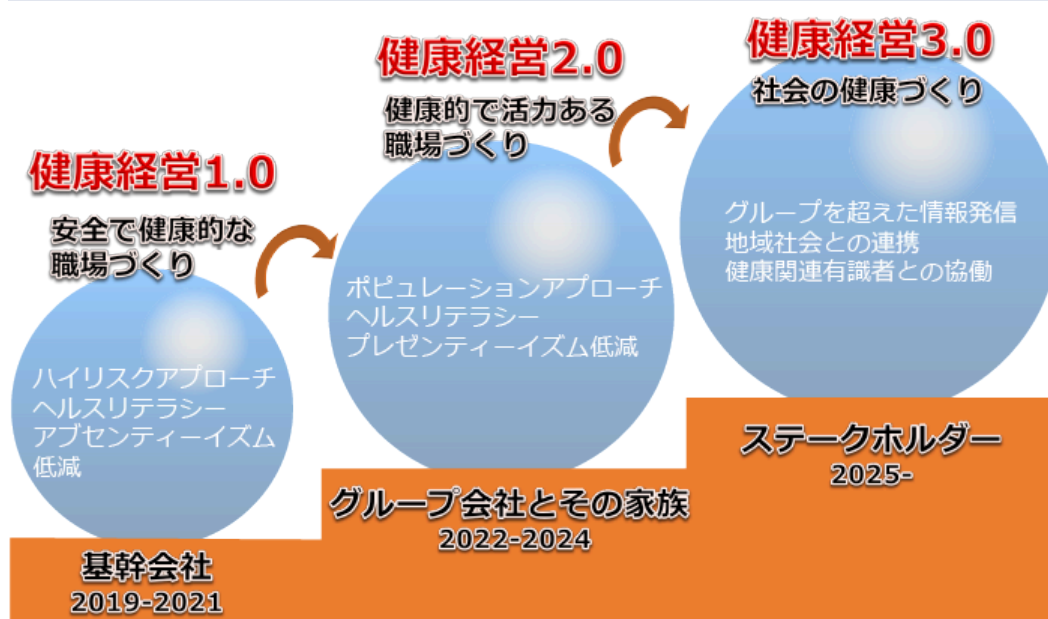 健康経営1.0
安全で健康的な
職場づくり
ハイリスクアプローチ
ヘルスリテラシー
アブセンティーイズム
低減
基幹会社
2019-2021
健康経営2.0
健康的で活力ある
職場づくり
ポピュレーションアプローチ
ヘルスリテラシー
プレゼンティーイズム低減
グループ会社とその家族
2022-2024
健康経営3.0
社会の健康づくり
グループを超えた情報発信
地域社会との連携
健康関連有識者との協働
ステークホルダー
2025-